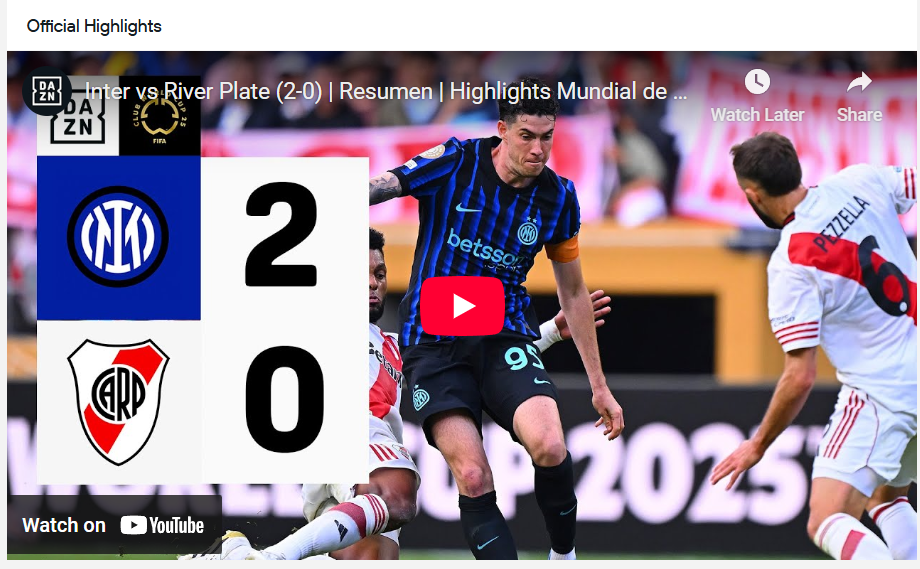 Official Highlights
DAZN
Inter vs River Plate (2-0) | Resumen | Highlights Mundial de ...
Watch Later
Share
DAZN
CLUB WORLD CUP 25
FIFA
2
0
CARP
betsson
95
PEZZELLA
6
WORLD CUP 2025
Watch on YouTube